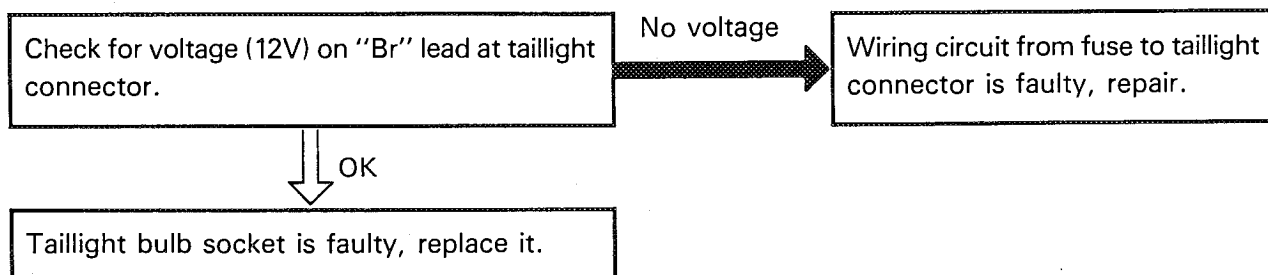 Check for voltage (12V) on "Br" lead at taillight
connector.
No voltage
Wiring circuit from fuse to taillight
connector is faulty, repair.
OK
Taillight bulb socket is faulty, replace it.